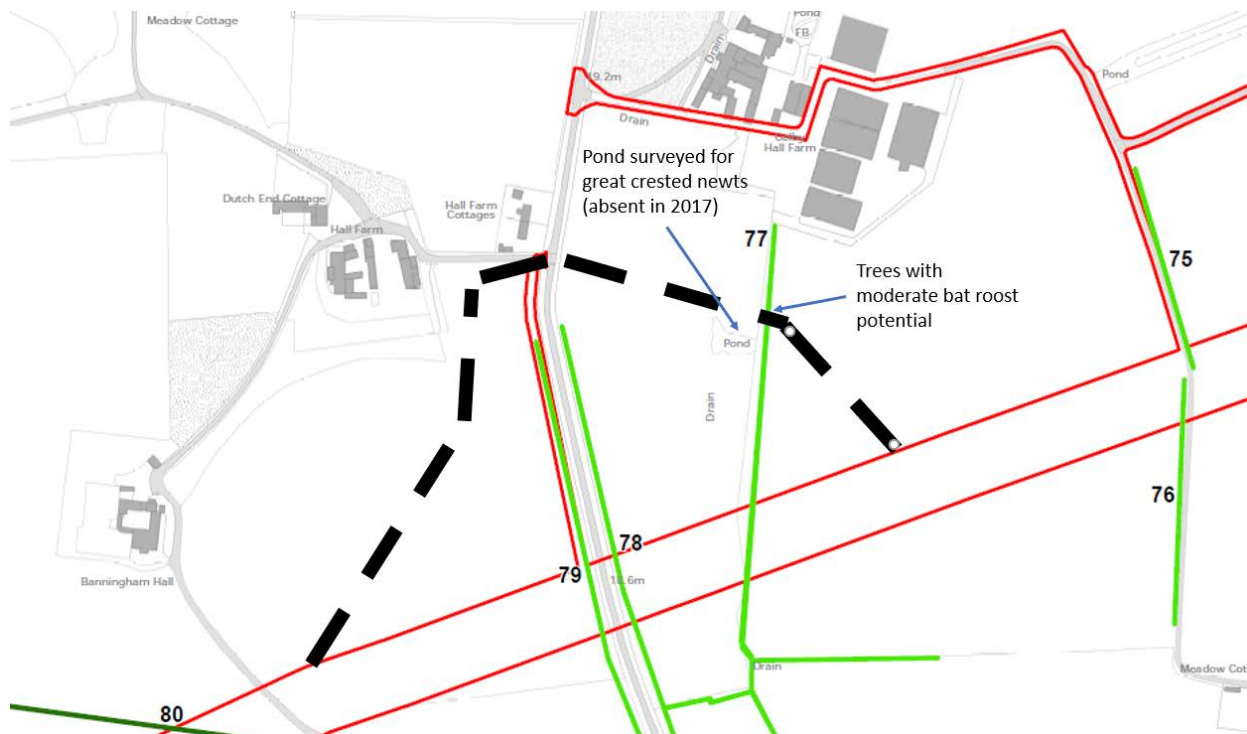 Meadow Cottage
Pond
FB
Drain
19.2m
Drain
Pond
Hall Farm
Pond surveyed for
great crested newts
(absent in 2017)
Dutch End Cottage
Hall Farm
Cottages
Hall Farm
77
75
Trees with
moderate bat roost
potential
Pond
Drain
76
78
79
18.6m
Banningham Hall
Drain
Meadow Cot
80